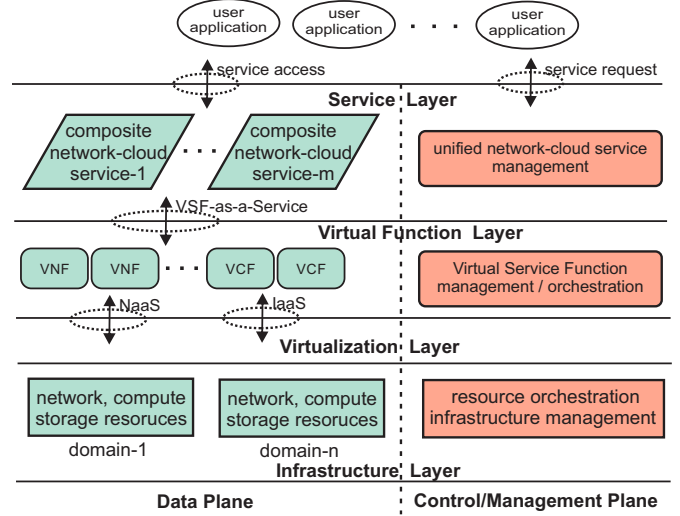 user
application
user
application
user
application
service access
service request
Service Layer
composite
network-cloud
service-1
composite
network-cloud
service-m
unified network-cloud service
management
VSF-as-a-Service
Virtual Function Layer
VNF
VNF
VCF
VCF
Virtual Service Function
management / orchestration
NaaS
IaaS
Virtualization Layer
network, compute
storage resoruces
network, compute
storage resoruces
resource orchestration
infrastructure management
domain-1
domain-n
Infrastructure Layer
Data Plane
Control/Management Plane